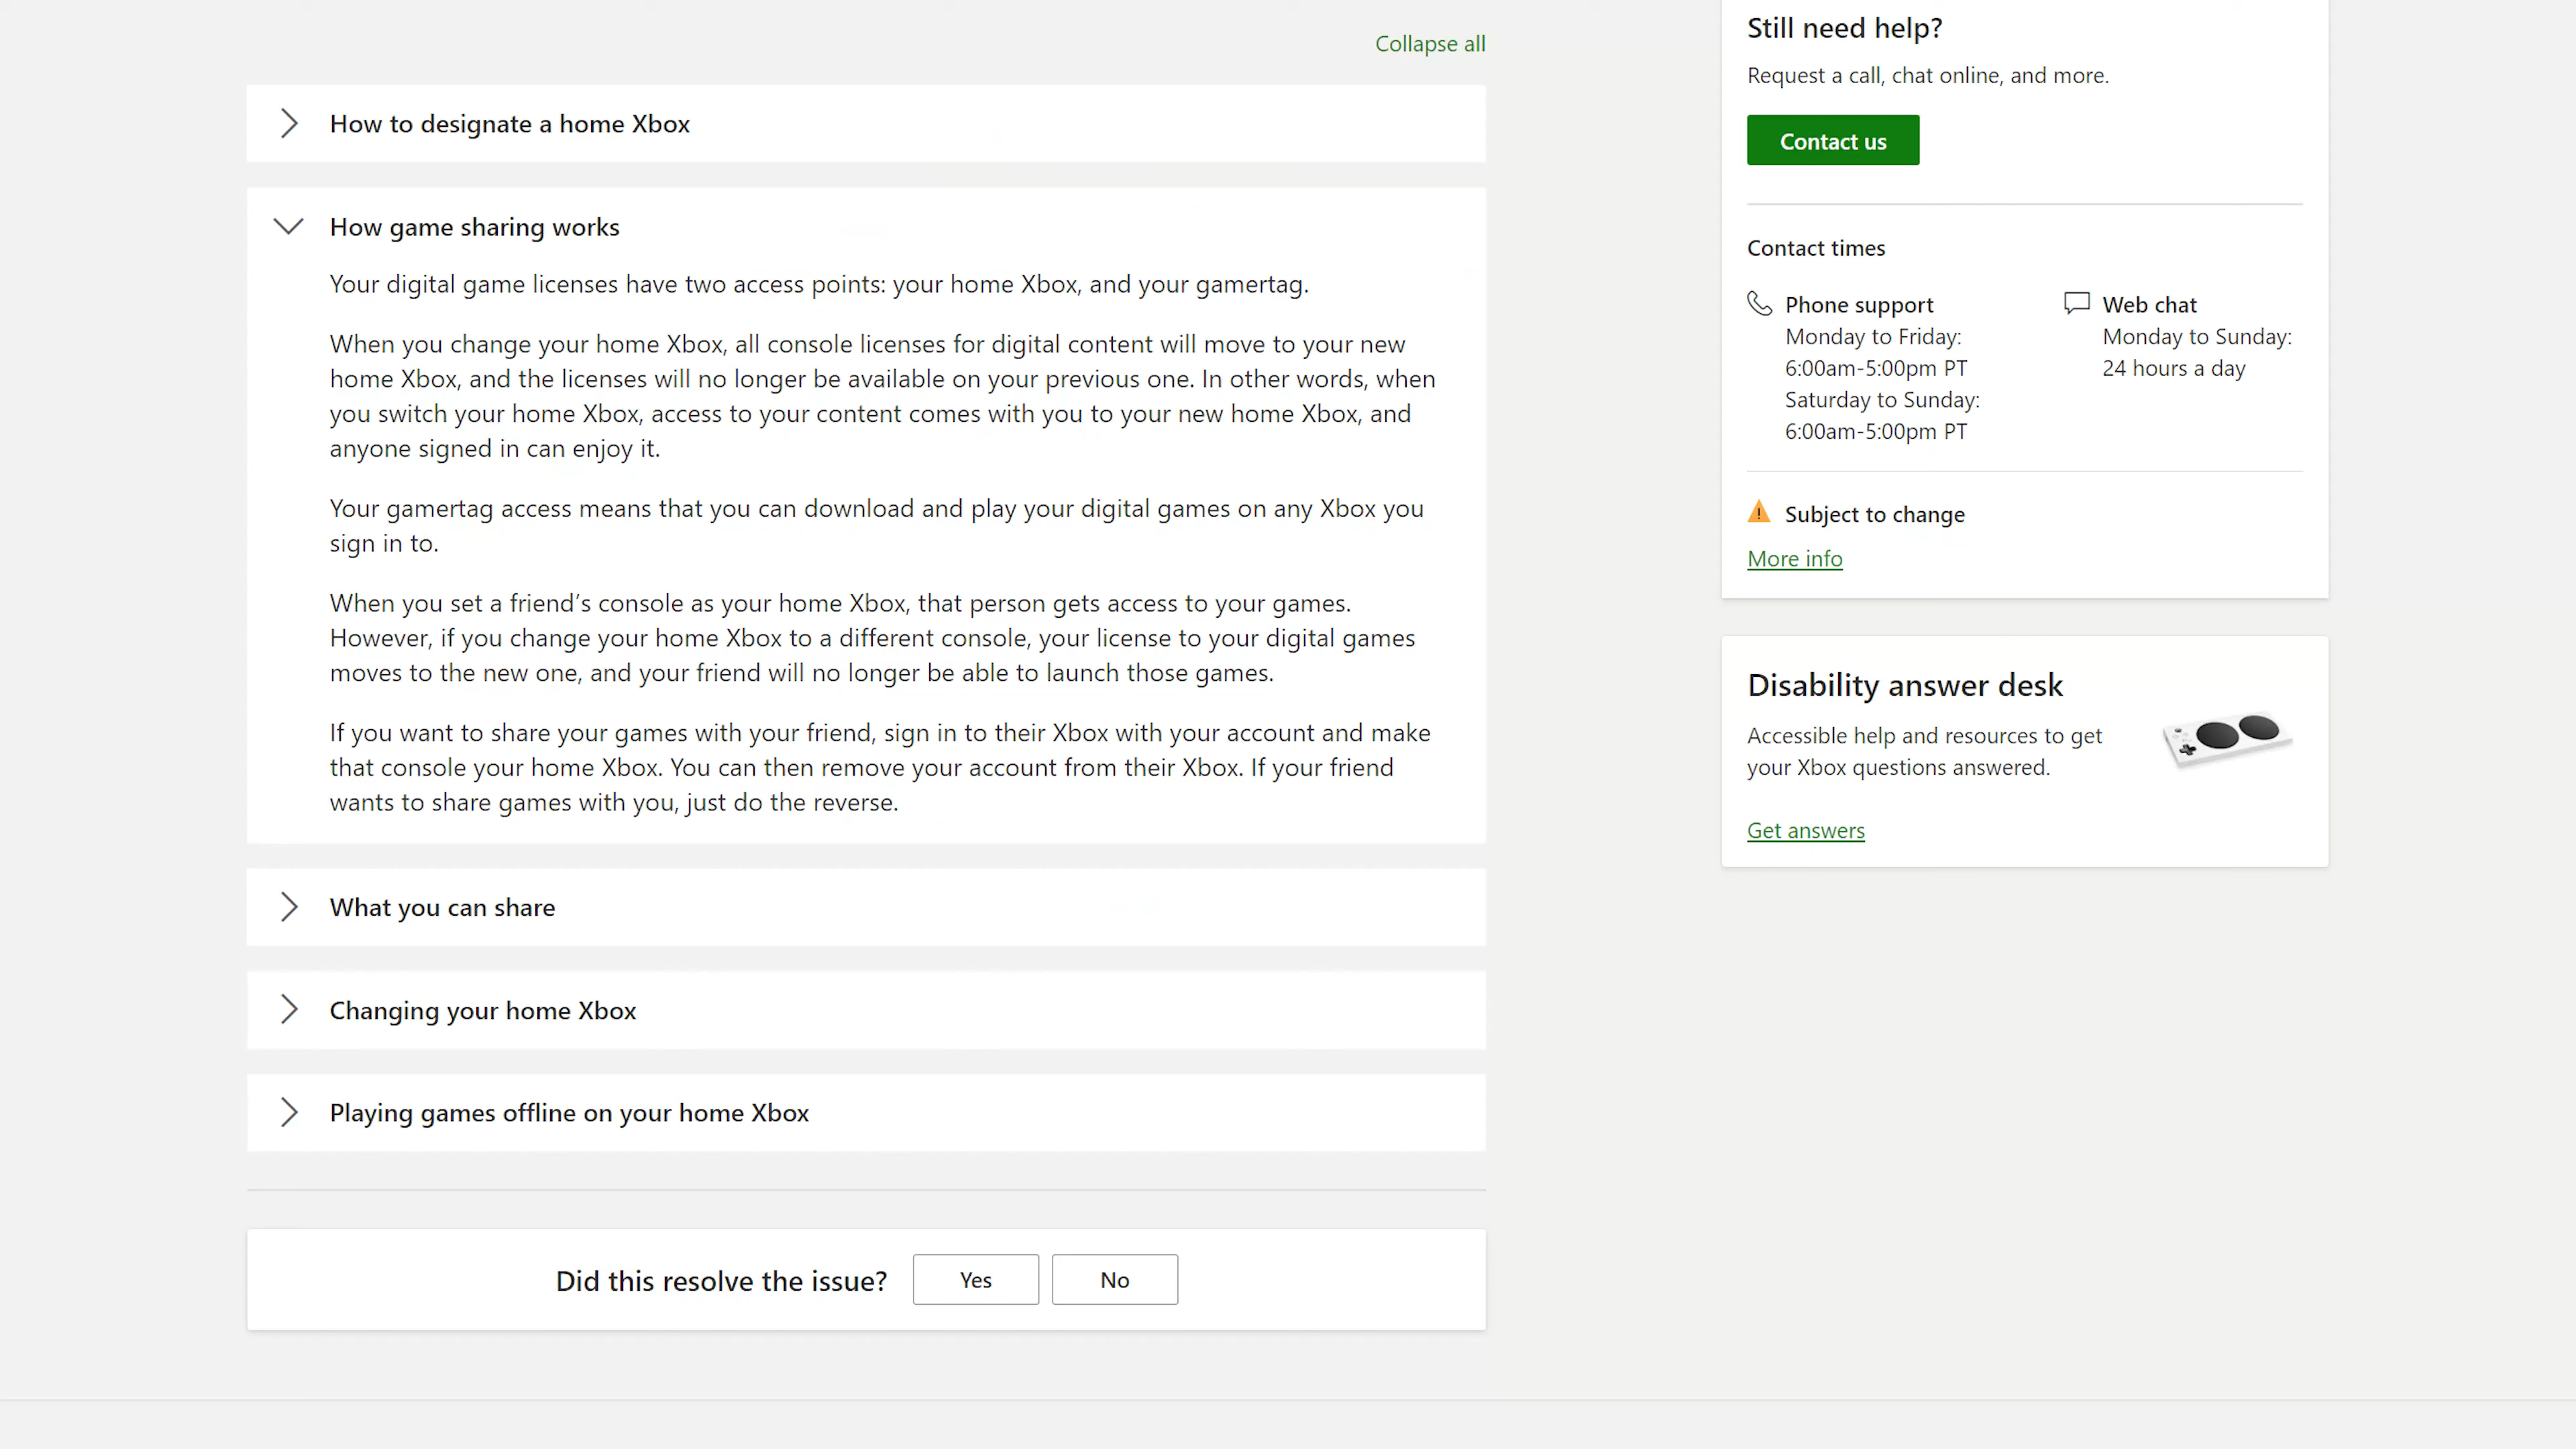 Collapse all
How to designate a home Xbox
How game sharing works
Your digital game licenses have two access points: your home Xbox, and your gamertag.
When you change your home Xbox, all console licenses for digital content will move to your new
home Xbox, and the licenses will no longer be available on your previous one. In other words, when
you switch your home Xbox, access to your content comes with you to your new home Xbox, and
anyone signed in can enjoy it.
Your gamertag access means that you can download and play your digital games on any Xbox you
sign in to.
When you set a friend’s console as your home Xbox, that person gets access to your games.
However, if you change your home Xbox to a different console, your license to your digital games
moves to the new one, and your friend will no longer be able to launch those games.
If you want to share your games with your friend, sign in to their Xbox with your account and make
that console your home Xbox. You can then remove your account from their Xbox. If your friend
wants to share games with you, just do the reverse.
What you can share
Changing your home Xbox
Playing games offline on your home Xbox
Did this resolve the issue?
Yes
No
Still need help?
Request a call, chat online, and more.
Contact us
Contact times
Phone support
Monday to Friday:
6:00am-5:00pm PT
Saturday to Sunday:
6:00am-5:00pm PT
Web chat
Monday to Sunday:
24 hours a day
Subject to change
More info
Disability answer desk
Accessible help and resources to get
your Xbox questions answered.
Get answers